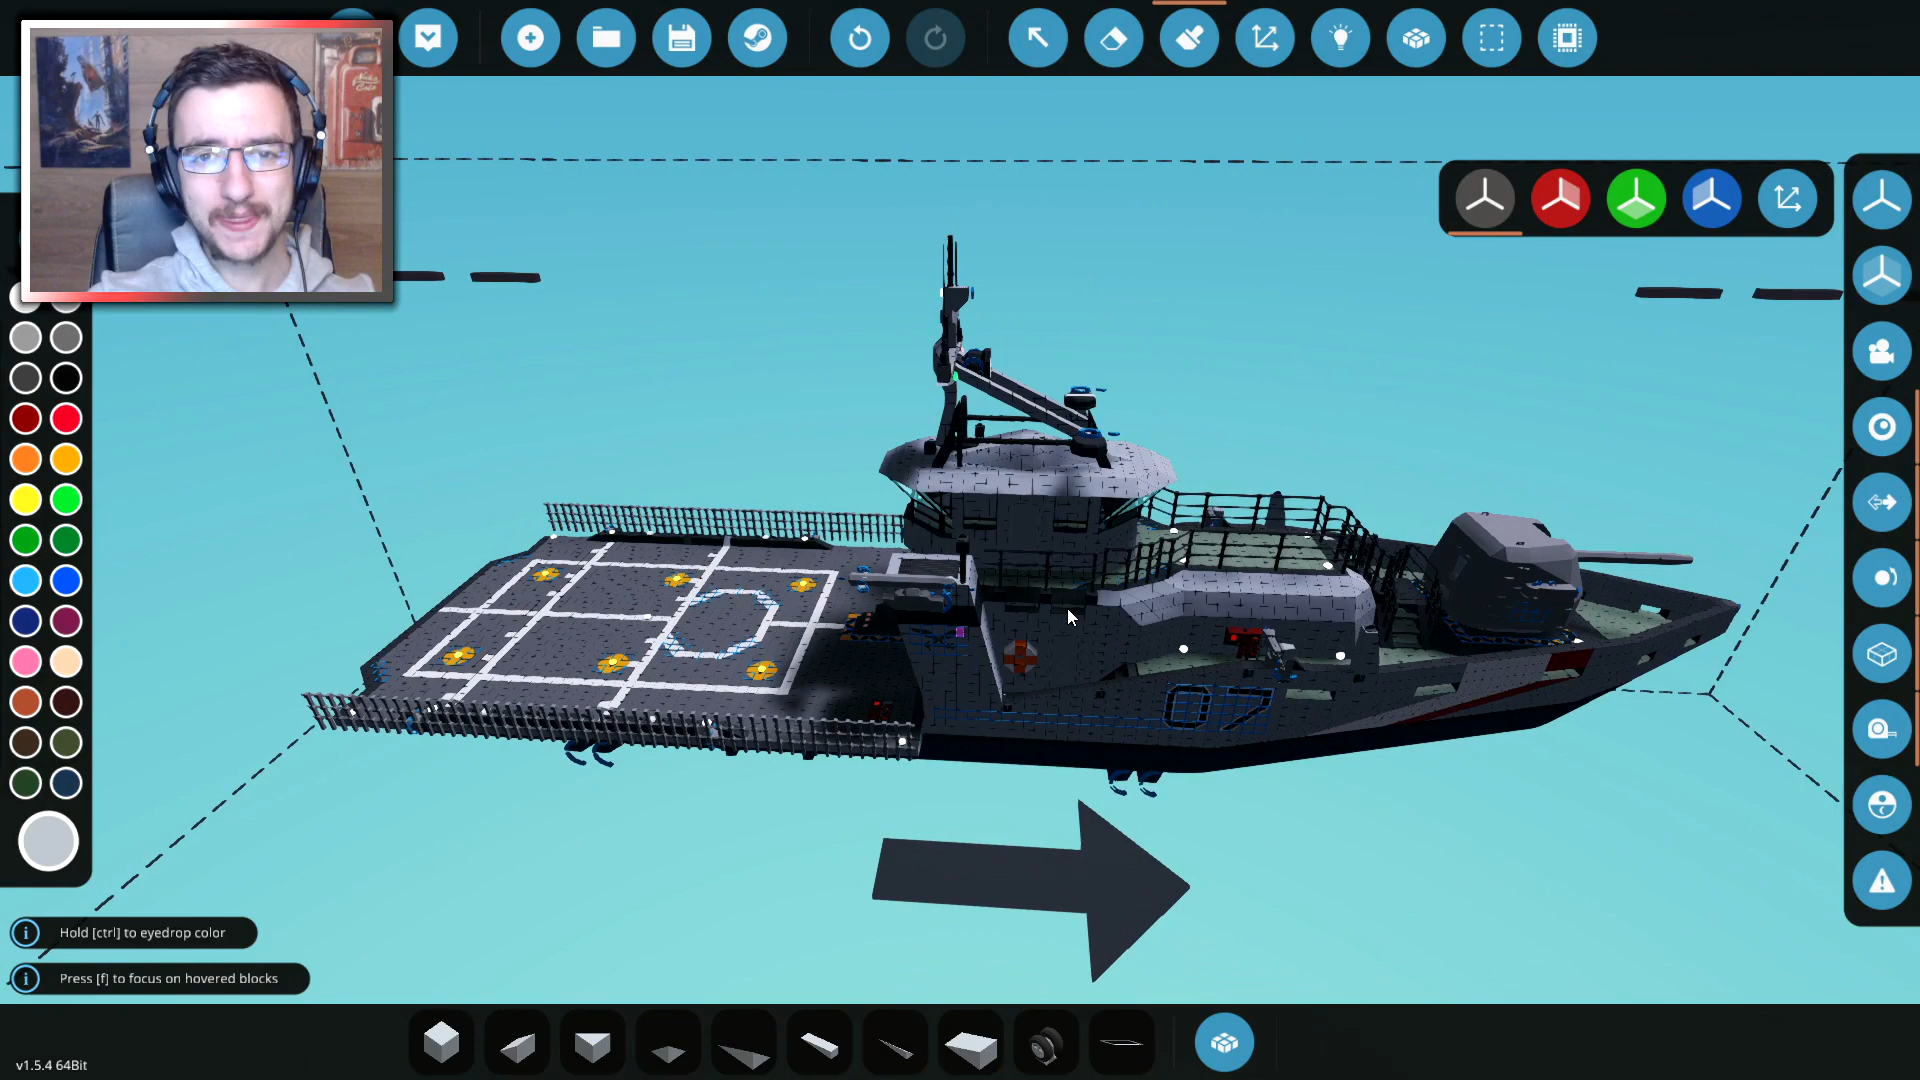 07
Hold [ctrl] to eyedrop color
Press [f] to focus on hovered blocks
v1.5.4 64Bit